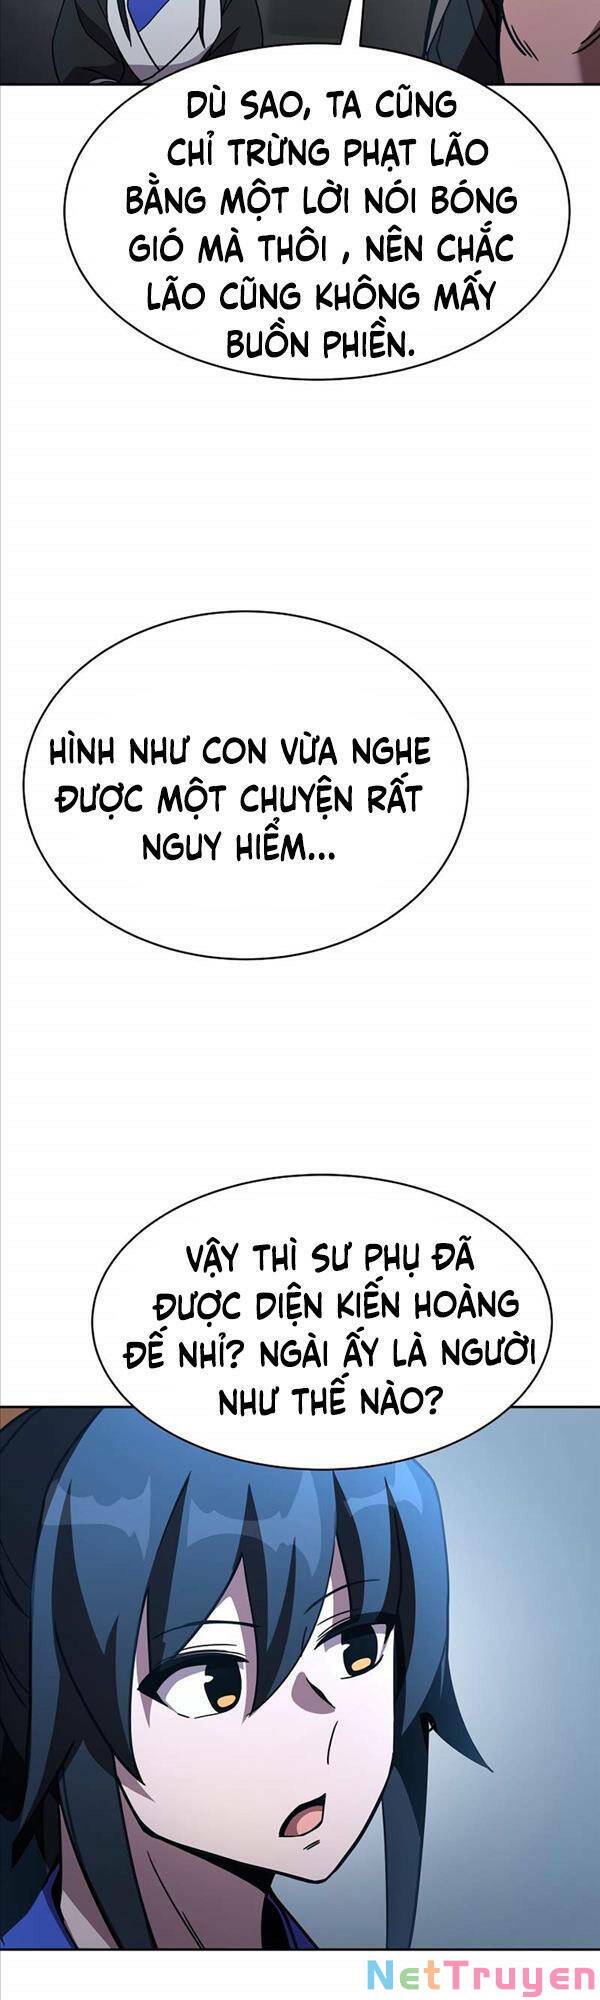 DÙ SAO, TA CŨNG
CHỈ TRỪNG PHẠT LÃO
BẰNG MỘT LỜI NÓI BÓNG
GIÓ MÀ THÔI , NÊN CHẮC
LÃO CŨNG KHÔNG MẤY
BUỒN PHIỀN.
HÌNH NHƯ CON VỪA NGHE
ĐƯỢC MỘT CHUYỆN RẤT
NGUY HIỂM...
VẬY THÌ SƯ PHỤ ĐÃ
ĐƯỢC DIỆN KIẾN HOÀNG
ĐẾ NHỈ? NGÀI ẤY LÀ NGƯỜI
NHƯ THẾ NÀO?
NetTruyen